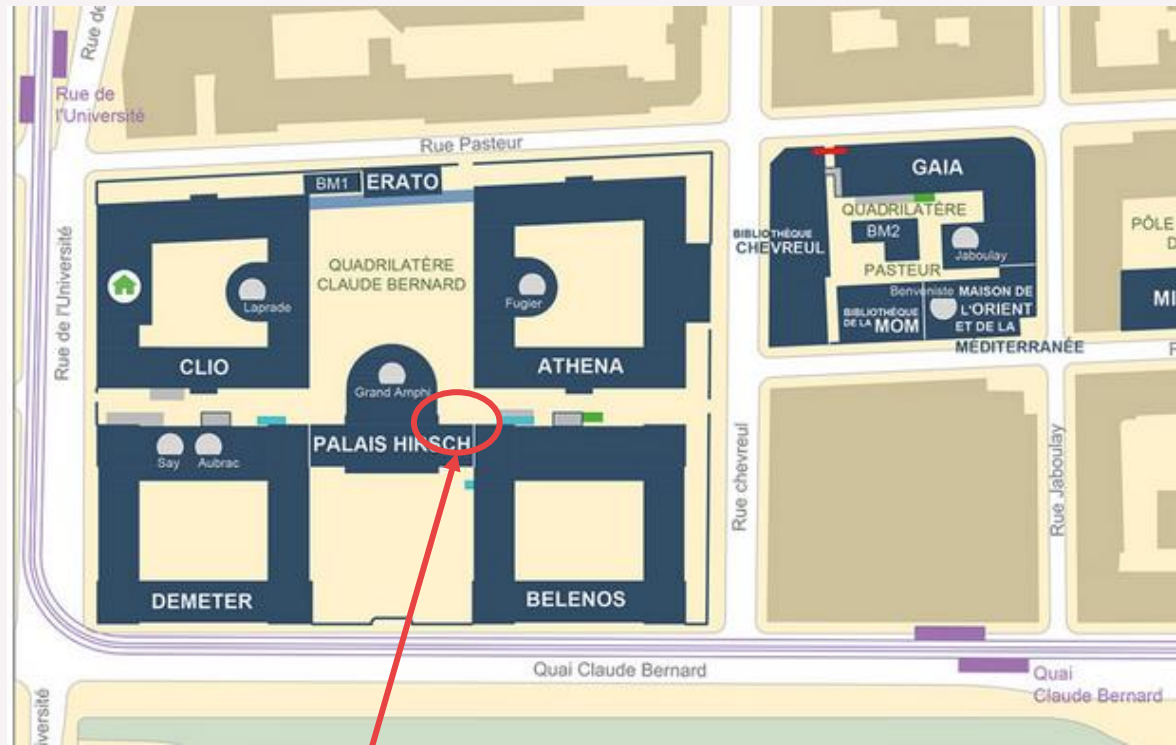 Rue de
Rue de
l'Université
Rue Pasteur
BM1
ERATO
GAIA
QUADRILATÈRE
BM2
Jaboulay
PASTEUR
BIBLIOTHÈQUE
CHEVREUL
Benveniste
MAISON DE
L'ORIENT
ET DE LA
MÉDITERRANÉE
BIBLIOTHÈQUE
DE LA MOM
PÔLE
D
MI
R
Rue de l'Université
QUADRILATÈRE
CLAUDE BERNARD
Laprade
Fugier
CLIO
ATHENA
Grand Amphi
PALAIS HIRSCH
Say
Aubrac
Rue chevreul
Rue Jaboulay
DEMETER
BELENOS
Quai Claude Bernard
Quai
Claude Bernard
versité